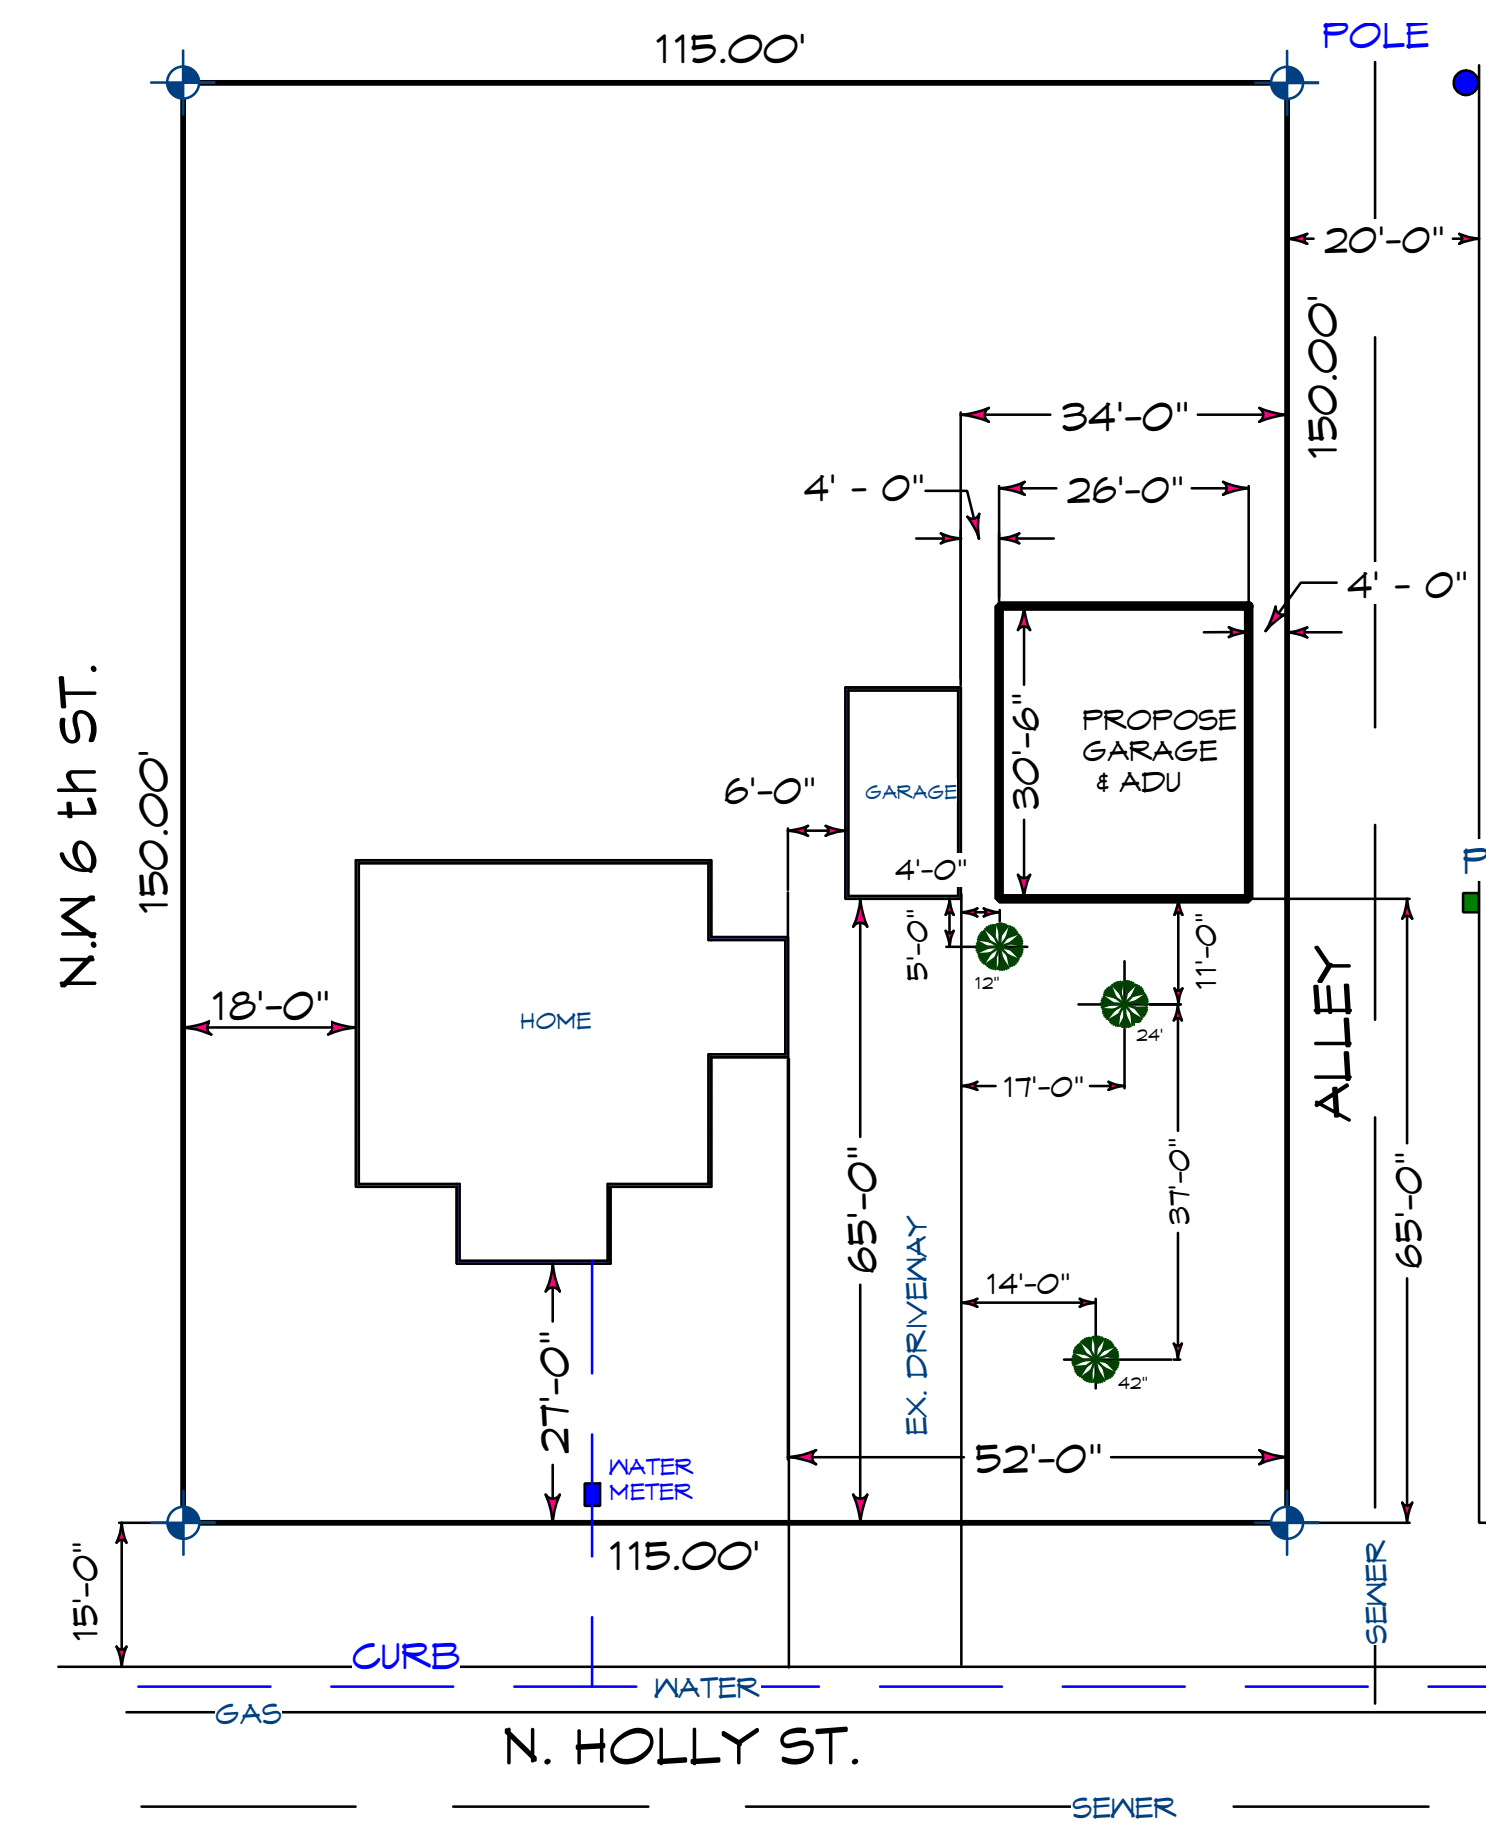 115.00'
POLE
20'-0"
150.00'
34'-0"
4' - 0"
26'-0"
4' - 0"
N.W 6 th ST.
150.00'
30'-6"
PROPOSE
GARAGE
& ADU
6'-0"
GARAGE
4'-0"
5'-0"
12"
11'-0"
24'
18'-0"
HOME
17'-0"
ALLEY
65'-0"
37'-0"
65'-0"
EX. DRIVEWAY
14'-0"
42"
27'-0"
52'-0"
WATER
METER
115.00'
15'-0"
SEWER
CURB
WATER
GAS
N. HOLLY ST.
SEWER